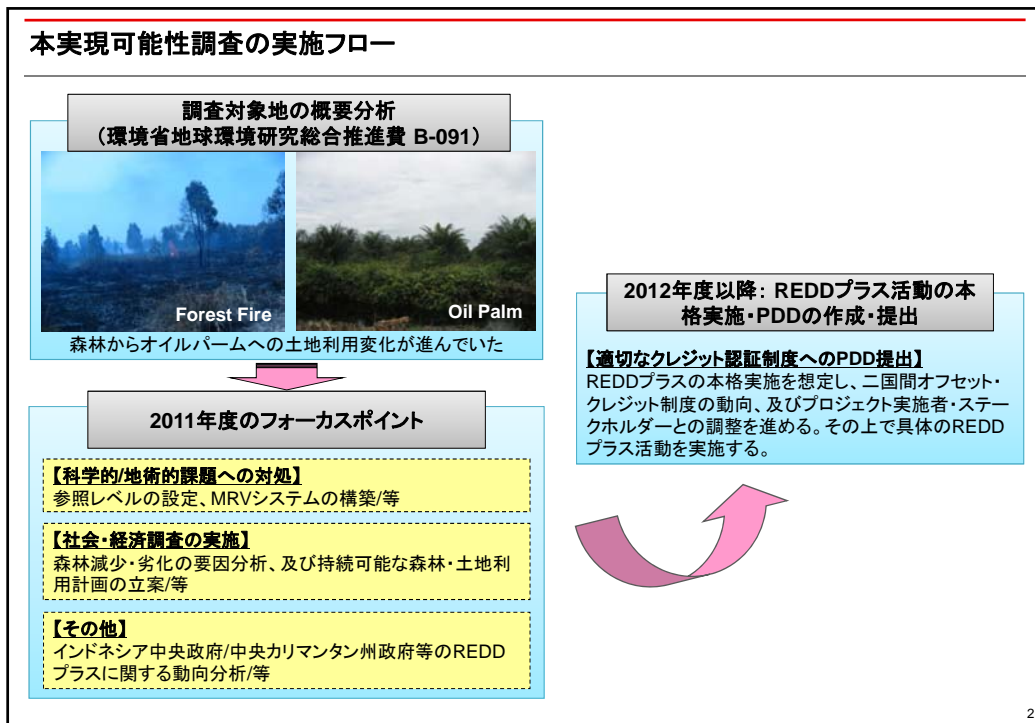 本実現可能性調査の実施フロー
調査対象地の概要分析
（環境省地球環境研究総合推進費 B-091）
Forest Fire
Oil Palm
森林からオイルパームへの土地利用変化が進んでいた
2011年度のフォーカスポイント
【科学的/地術的課題への対処】
参照レベルの設定、MRVシステムの構築/等
【社会・経済調査の実施】
森林減少・劣化の要因分析、及び持続可能な森林・土地利
用計画の立案/等
【その他】
インドネシア中央政府/中央カリマンタン州政府等のREDD
プラスに関する動向分析/等
2012年度以降： REDDプラス活動の本
格実施・PDDの作成・提出
【適切なクレジット認証制度へのPDD提出】
REDDプラスの本格実施を想定し、二国間オフセット・
クレジット制度の動向、及びプロジェクト実施者・ステー
クホルダーとの調整を進める。その上で具体のREDD
プラス活動を実施する。
2